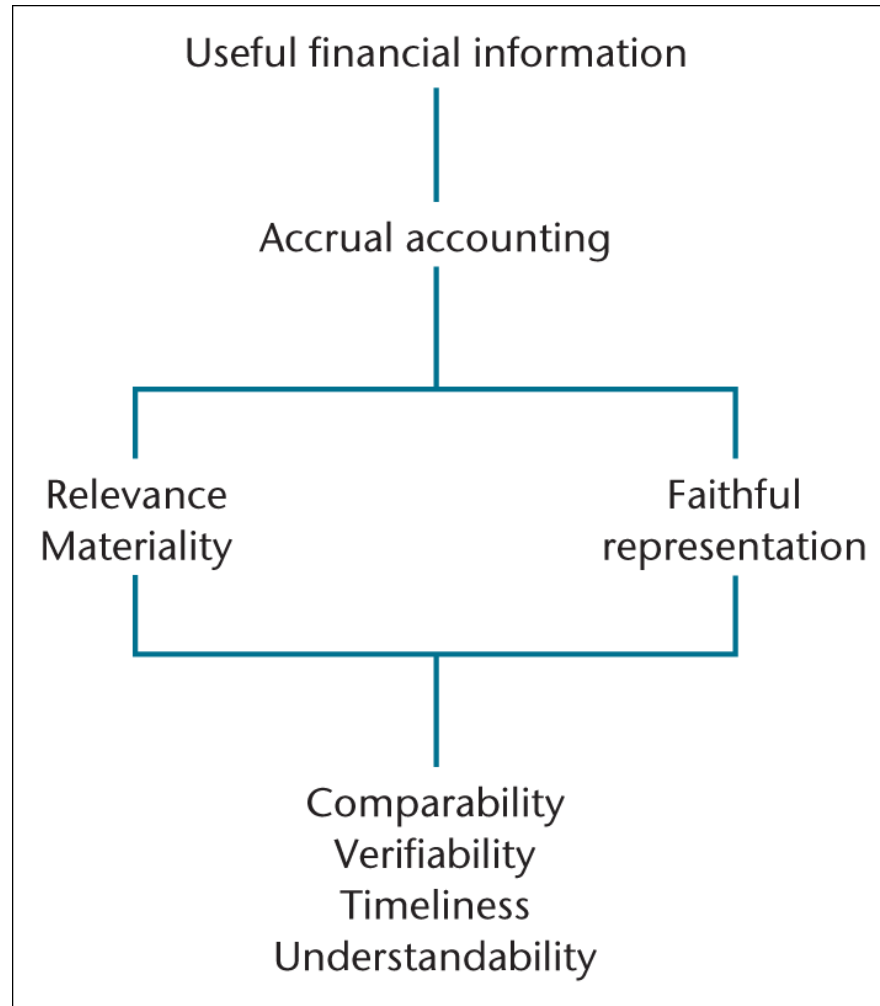 Useful financial information
Accrual accounting
Relevance
Materiality
Faithful
representation
Comparability
Verifiability
Timeliness
Understandability